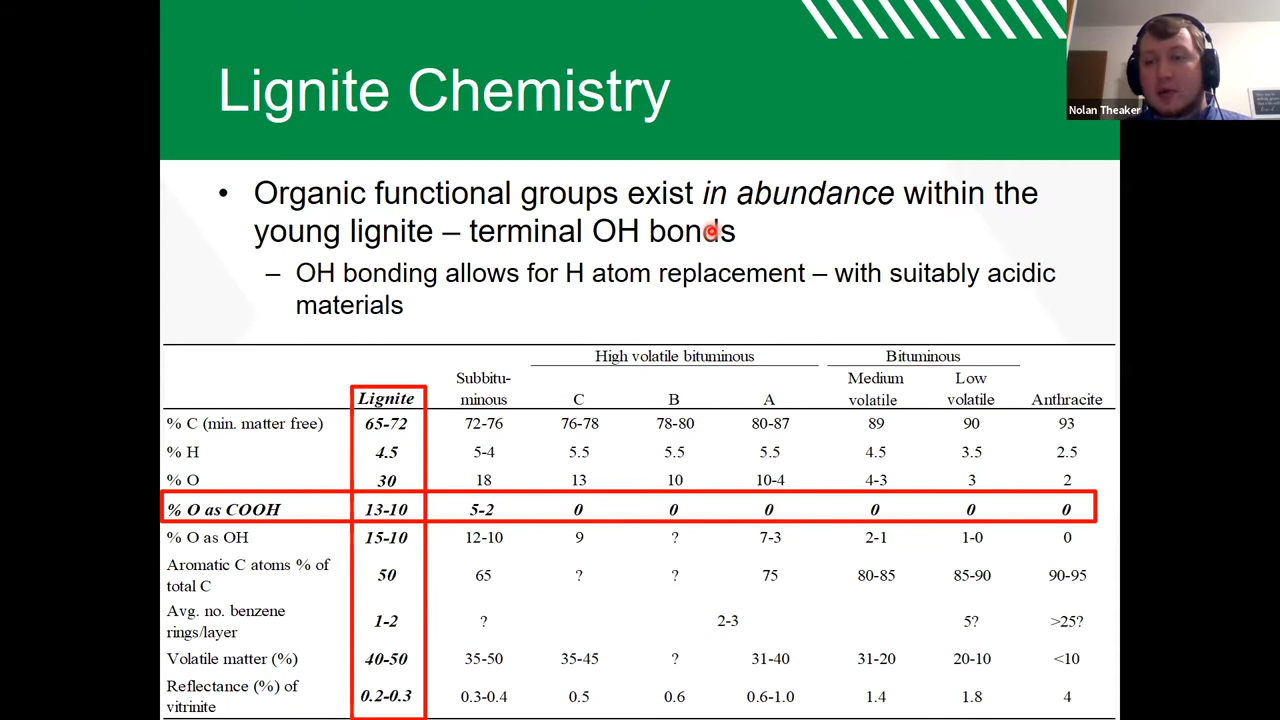 Lignite Chemistry
Nolan Theaker
• Organic functional groups exist in abundance within the
young lignite – terminal OH bonds
– OH bonding allows for H atom replacement – with suitably acidic
materials
High volatile bituminous Bituminous
Subbitu- Medium Low
Lignite minous C B A volatile volatile Anthracite
% C (min. matter free) 65-72 72-76 76-78 78-80 80-87 89 90 93
% H 4.5 5-4 5.5 5.5 5.5 4.5 3.5 2.5
% O 30 18 13 10 10-4 4-3 3 2
% O as COOH 13-10 5-2 0 0 0 0 0 0
% O as OH 15-10 12-10 9 ? 7-3 2-1 1-0 0
Aromatic C atoms % of
total C 50 65 ? ? 75 80-85 85-90 90-95
Avg. no. benzene
rings/layer 1-2 ? 2-3 5? >25?
Volatile matter (%) 40-50 35-50 35-45 ? 31-40 31-20 20-10 <10
Reflectance (%) of
vitrinite 0.2-0.3 0.3-0.4 0.5 0.6 0.6-1.0 1.4 1.8 4